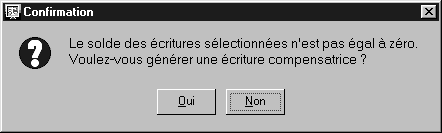 Confirmation
Le solde des écritures sélectionnées n'est pas égal à zéro.
Voulez-vous générer une écriture compensatrice ?
Oui Non